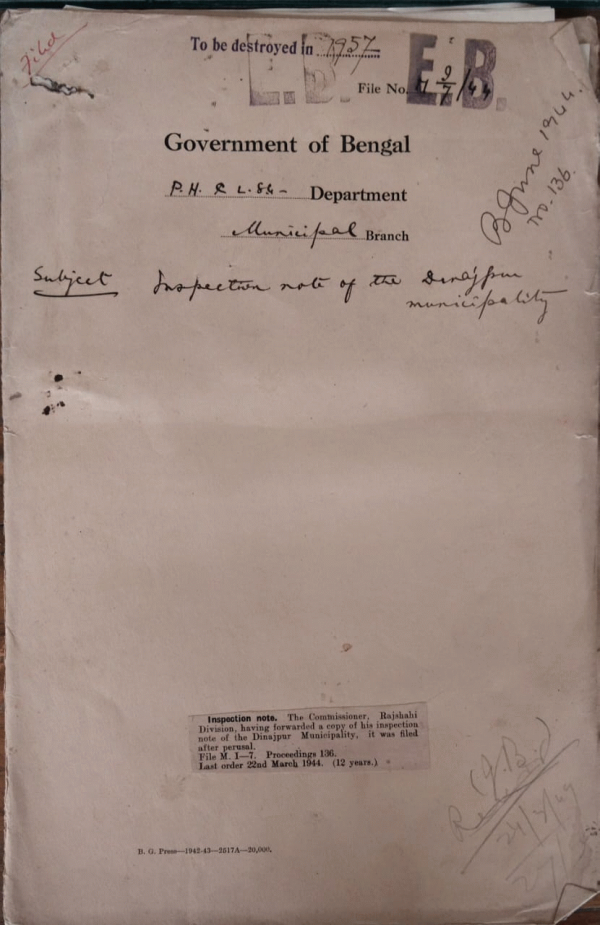 Filed
To be destroyed in 1957
E.B. E.B.
File No. 9/7/44
Government of Bengal
P.H. & L.S.G- Department
Municipal Branch
B June 1944.
No. 136.
Subject Inspection note of the Dinajpur
municipality
Inspection note. The Commissioner, Rajshahi
Division, having forwarded a copy of his inspection
note of the Dinajpur Municipality, it was filed
after perusal.
File M. I—7. Proceedings 136.
Last order 22nd March 1944. (12 years.)
B. G. Press—1942-43—2517A—20,000.